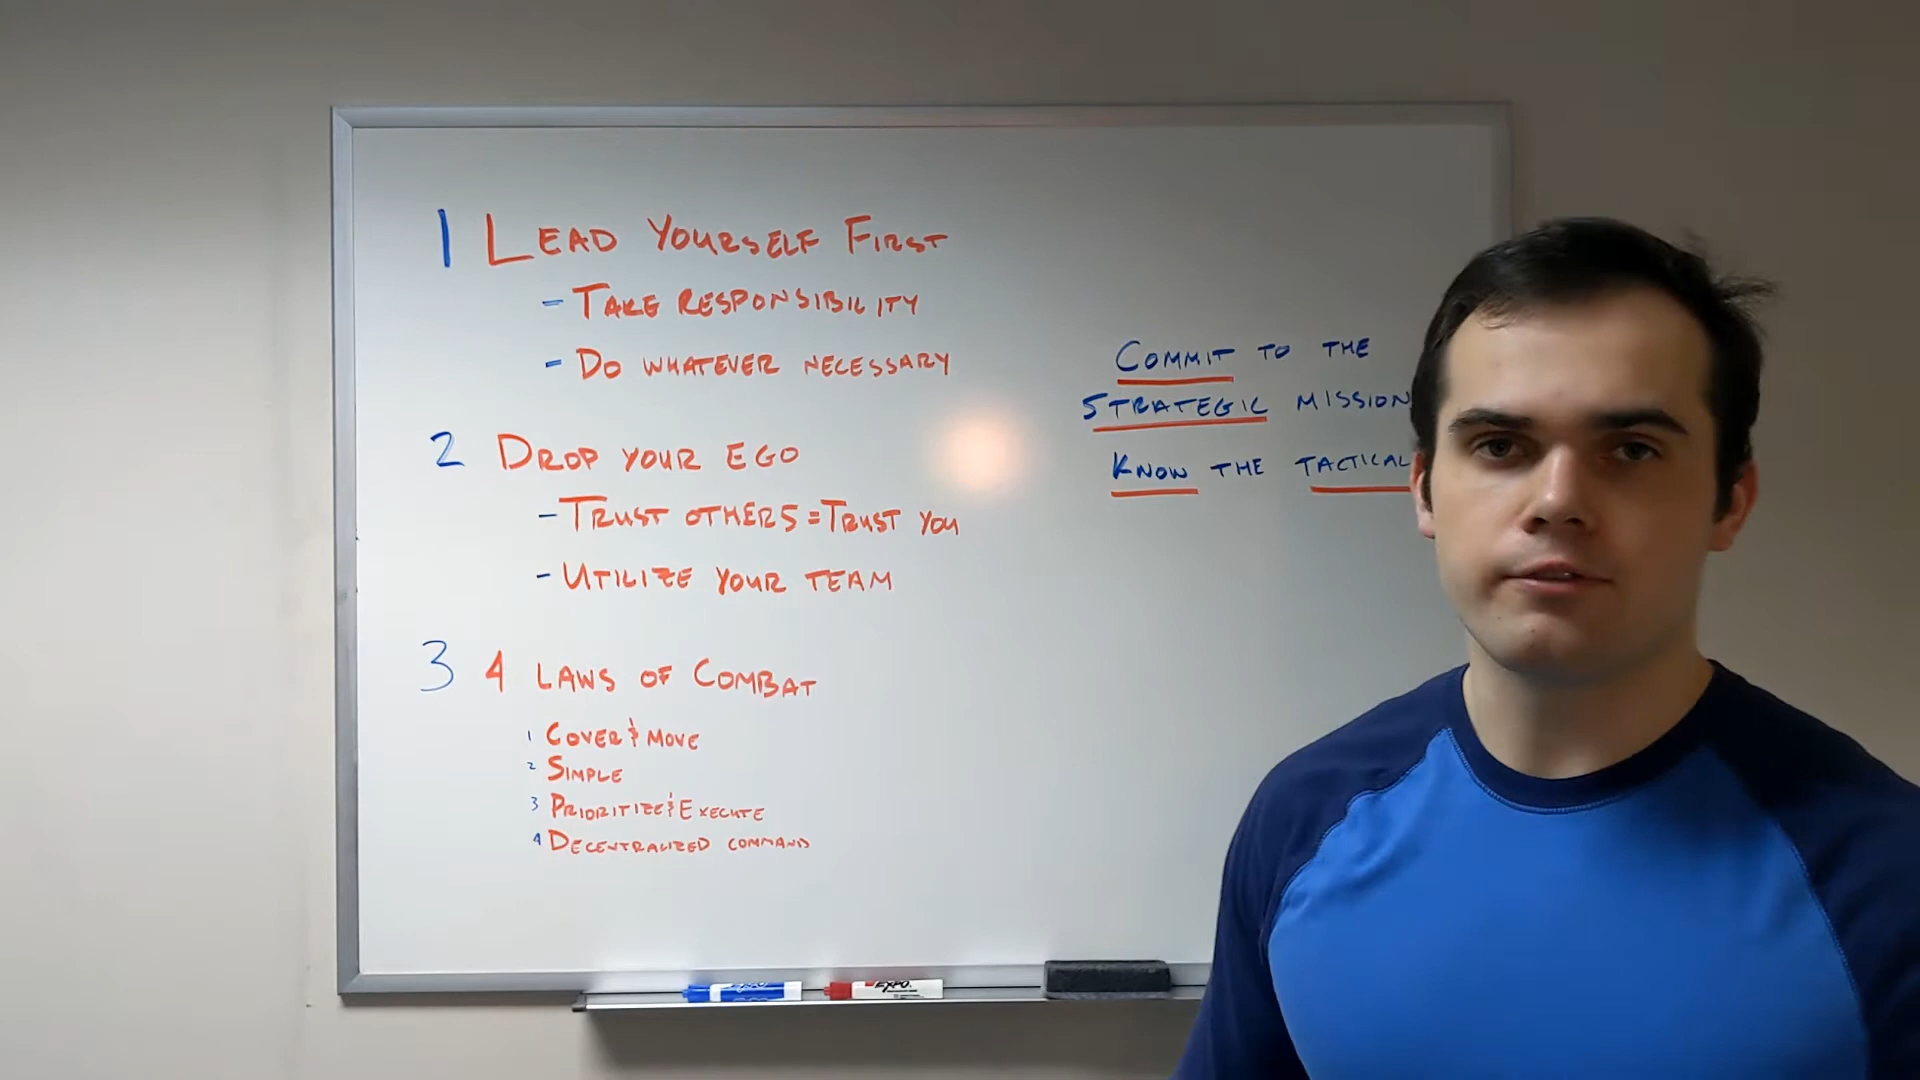 1 LEAD YOURSELF FIRST
- TAKE RESPONSIBILITY
- DO WHATEVER NECESSARY
2 DROP YOUR EGO
- TRUST OTHERS = TRUST YOU
- UTILIZE YOUR TEAM
3 4 LAWS OF COMBAT
1 COVER & MOVE
2 SIMPLE
3 PRIORITIZE & EXECUTE
4 DECENTRALIZED COMMAND
COMMIT TO THE
STRATEGIC MISSION
KNOW THE TACTICAL
EXPO
EXPO